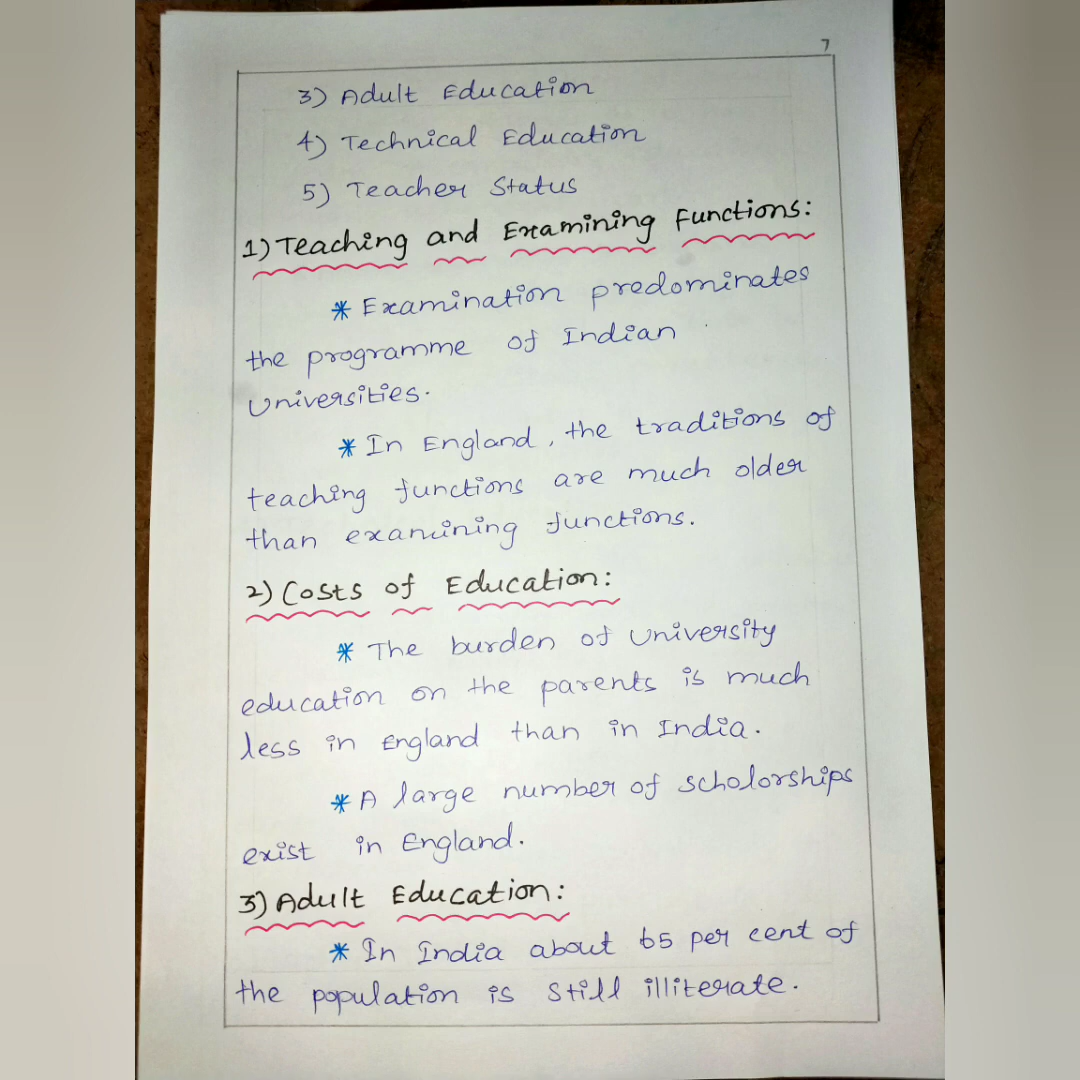 7
3) Adult Education
4) Technical Education
5) Teacher Status
1) Teaching and Examining Functions:
* Examination predominates
the programme of Indian
Universities.
* In England, the traditions of
teaching functions are much older
than examining functions.
2) Costs of Education:
* The burden of University
education on the parents is much
less in England than in India.
* A large number of scholorships
exist in England.
3) Adult Education:
* In India about 65 per cent of
the population is still illiterate.